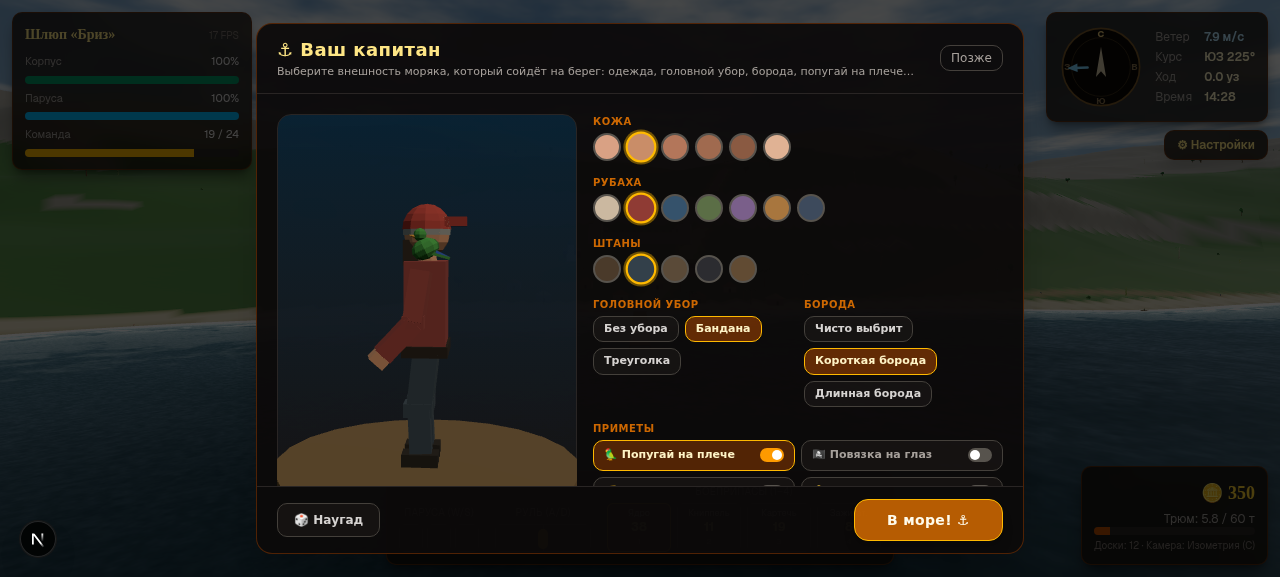 Шлюп «Бриз» 17 FPS
Корпус 100%
Паруса 100%
Команда 19 / 24
⚓ Ваш капитан
Выберите внешность моряка, который сойдёт на берег: одежда, головной убор, борода, попугай на плече…
Позже
С
В
Ю
З
Ветер 7.9 м/с
Курс ЮЗ 225°
Ход 0.0 уз
Время 14:28
⚙ Настройки
КОЖА
РУБАХА
ШТАНЫ
ГОЛОВНОЙ УБОР
Без убора Бандана
Треуголка
БОРОДА
Чисто выбрит
Короткая борода
Длинная борода
ПРИМЕТЫ
🦜 Попугай на плече
🏴‍☠️ Повязка на глаз
🎲 Наугад
В море! ⚓
N
350
Трюм: 5.8 / 60 т
Доски: 12 · Камера: Изометрия (C)